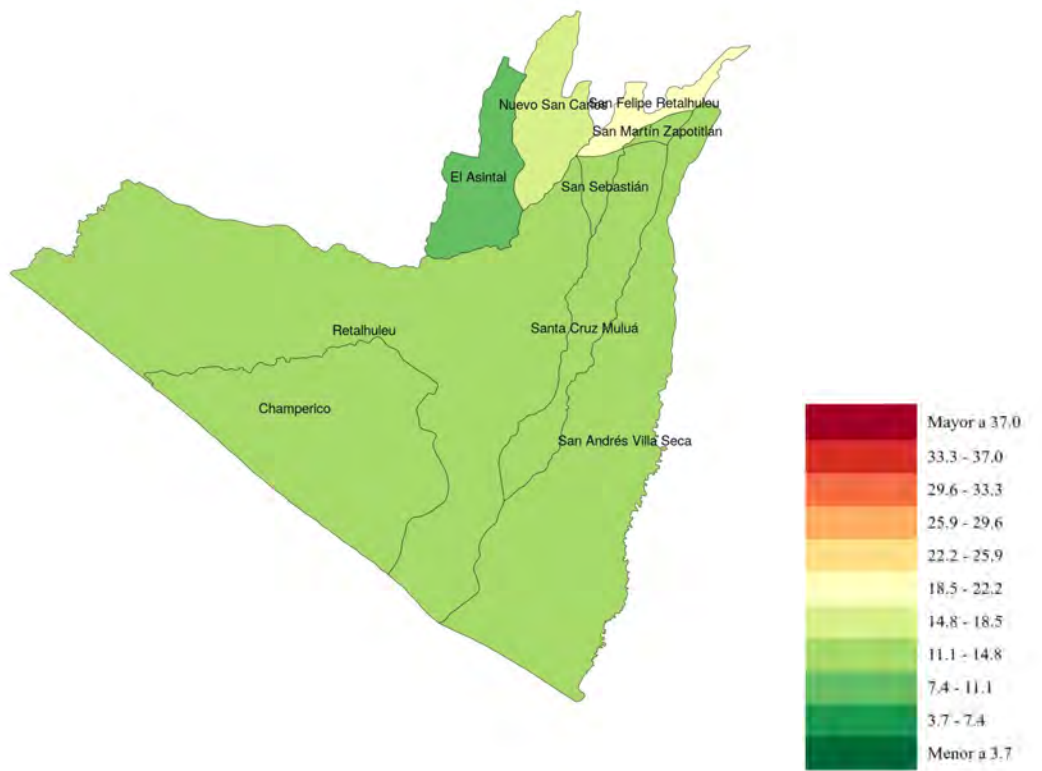 Nuevo San Carlos
San Felipe Retalhuleu
San Martín Zapotitlan
El Asintal
San Sebastián
Retalhuleu
Santa Cruz Muluá
Champerico
San Andrés Villa Seca
Mayor a 37.0
33.3 - 37.0
29.6 - 33.3
25.9 - 29.6
22.2 - 25.9
18.5 - 22.2
14.8 - 18.5
11.1 - 14.8
7.4 - 11.1
3.7 - 7.4
Menor a 3.7